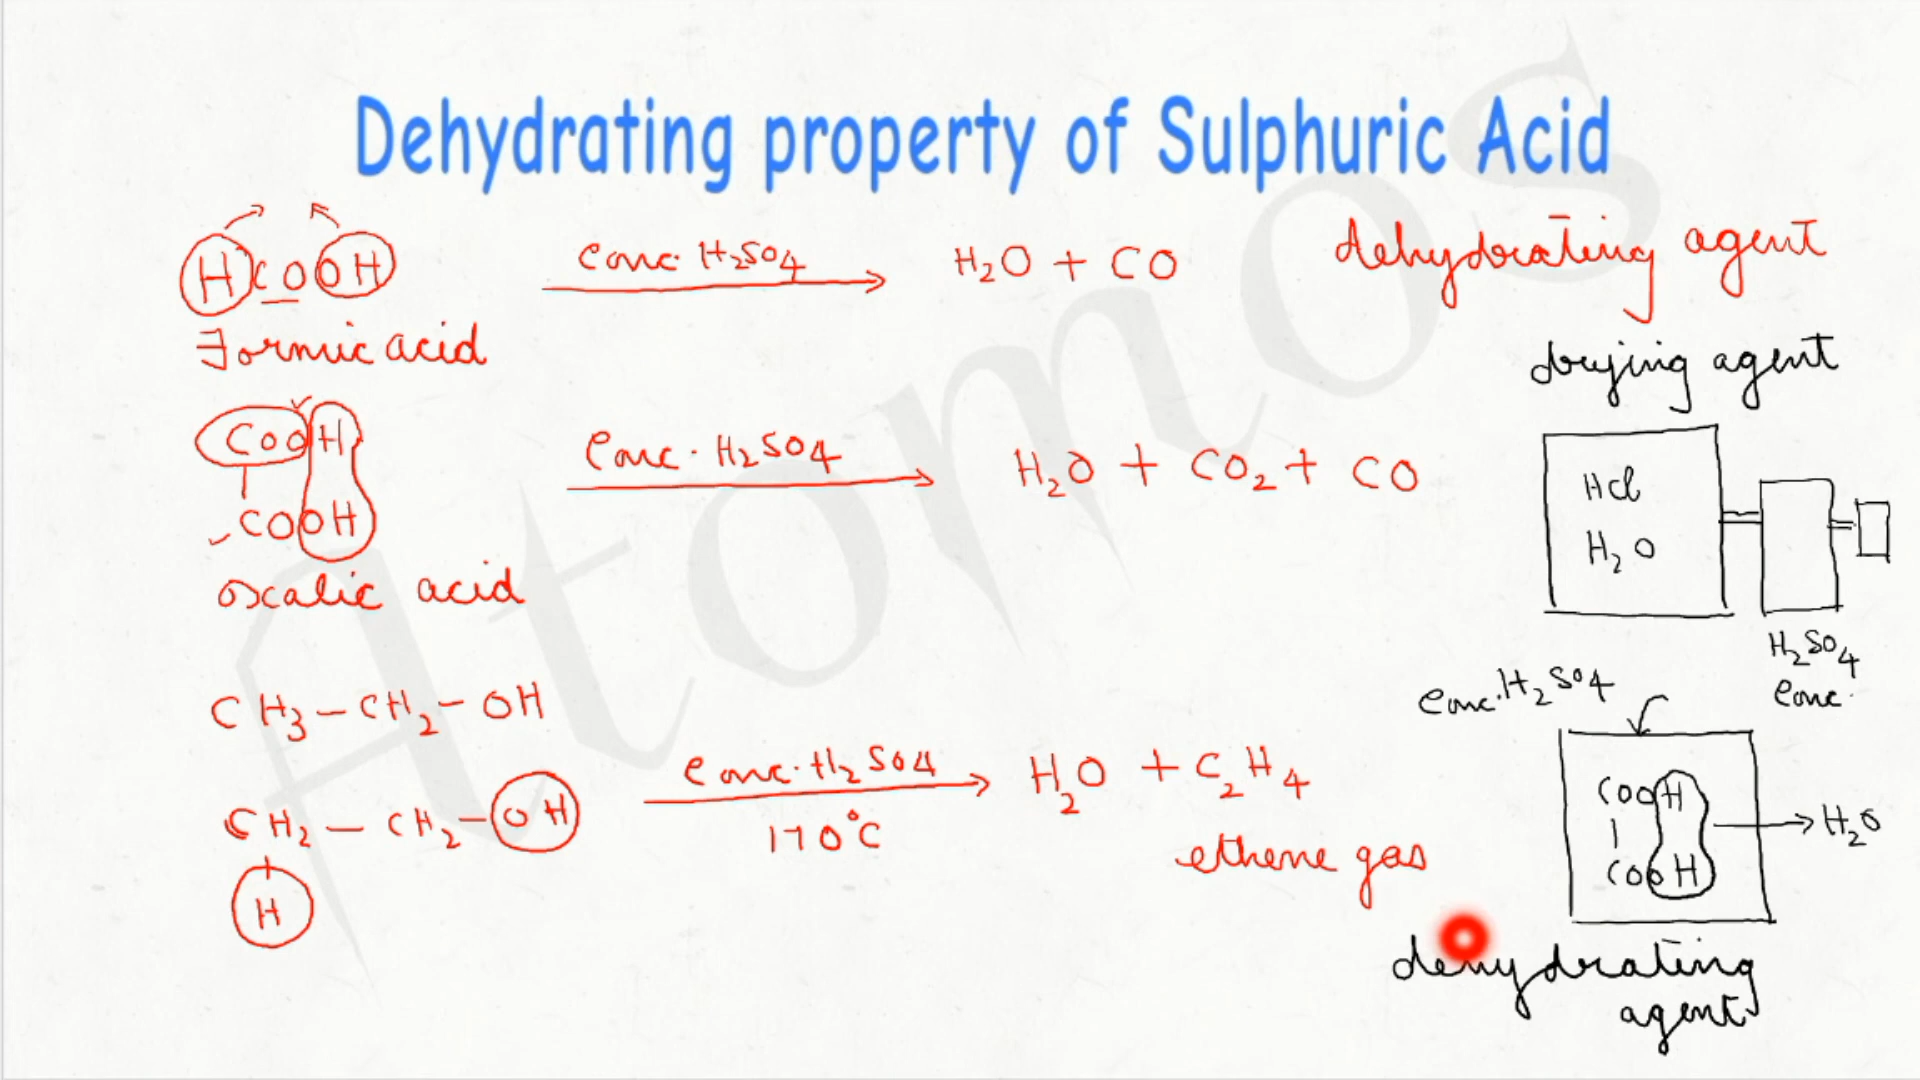 Dehydrating property of Sulphuric Acid
HCOOH conc. H2SO4 H2O + CO
Formic acid
dehydrating agent
drying agent
COOH
COOH
Conc. H2SO4 H2O + CO2 + CO
oxalic acid
HCl
H2O
H2SO4
Conc.
CH3 – CH2 – OH
CH2 – CH2 – OH
H
conc. H2SO4
170°C
H2O + C2H4
ethene gas
Conc. H2SO4
COOH
COOH
H2O
dehydrating
agent
Atomos